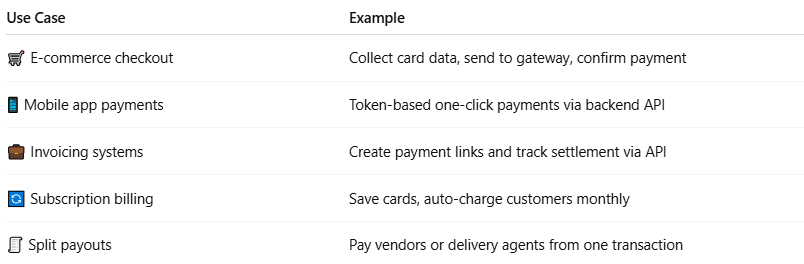 Use Case Example
🛒 E-commerce checkout Collect card data, send to gateway, confirm payment
📱 Mobile app payments Token-based one-click payments via backend API
💼 Invoicing systems Create payment links and track settlement via API
🔄 Subscription billing Save cards, auto-charge customers monthly
🧾 Split payouts Pay vendors or delivery agents from one transaction